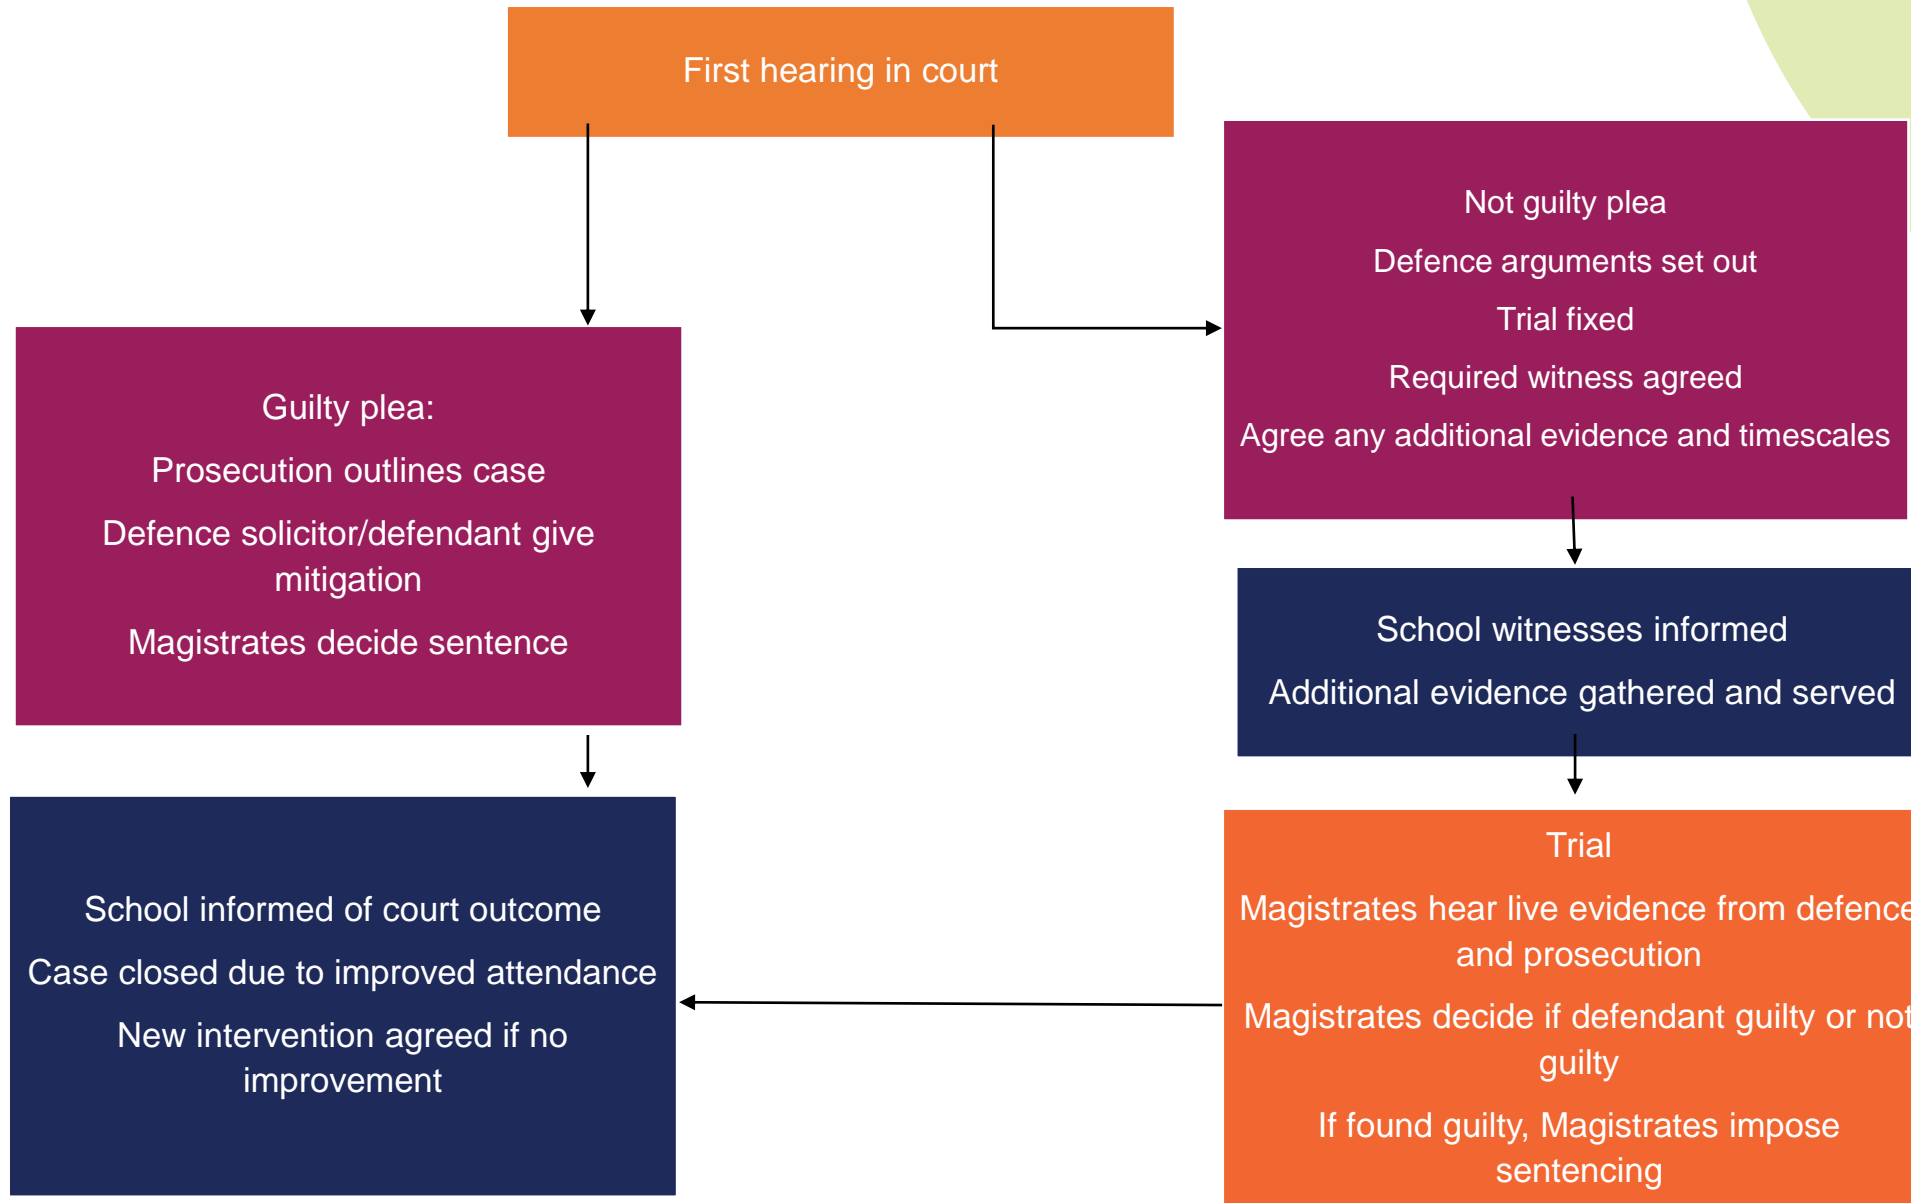 First hearing in court
Not guilty plea
Defence arguments set out
Trial fixed
Required witness agreed
Agree any additional evidence and timescales
Guilty plea:
Prosecution outlines case
Defence solicitor/defendant give
mitigation
Magistrates decide sentence
School witnesses informed
Additional evidence gathered and served
School informed of court outcome
Case closed due to improved attendance
New intervention agreed if no
improvement
Trial
Magistrates hear live evidence from defence
and prosecution
Magistrates decide if defendant guilty or not
guilty
If found guilty, Magistrates impose
sentencing